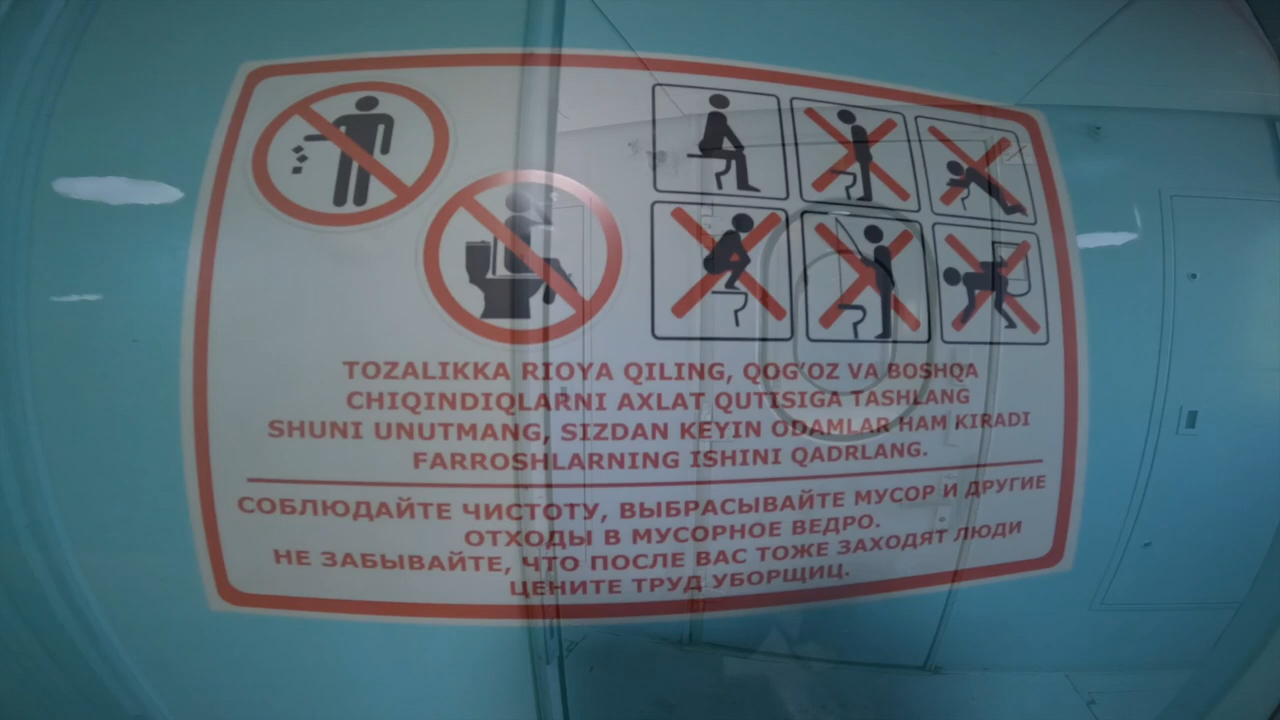 TOZALIKKA RIOYA QILING, QOG'OZ VA BOSHQA
CHIQINDIQLARNI AXLAT QUTISIGA TASHLANG
SHUNI UNUTMANG, SIZDAN KEYIN ODAMLAR HAM KIRADI
FARROSHLARNING ISHINI QADRLANG.
СОБЛЮДАЙТЕ ЧИСТОТУ, ВЫБРАСЫВАЙТЕ МУСОР И ДРУГИЕ
ОТХОДЫ В МУСОРНОЕ ВЕДРО.
НЕ ЗАБЫВАЙТЕ, ЧТО ПОСЛЕ ВАС ТОЖЕ ЗАХОДЯТ ЛЮДИ
ЦЕНИТЕ ТРУД УБОРЩИЦ.